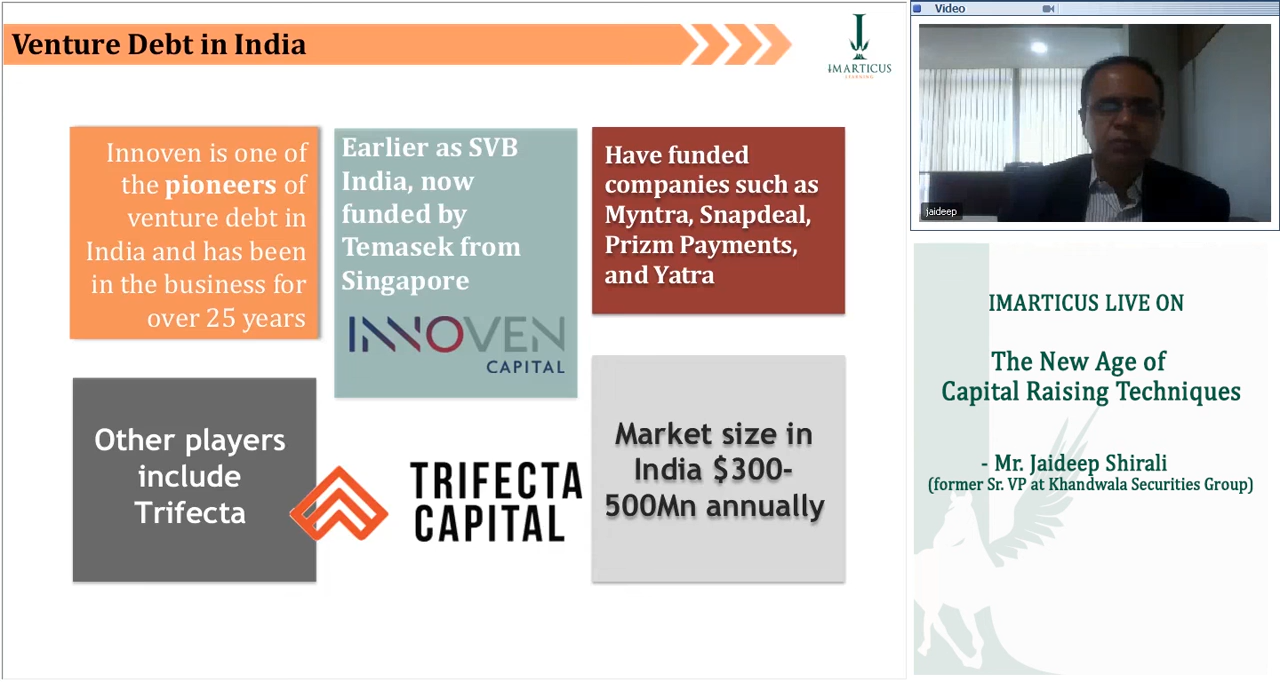 Venture Debt in India
IMARTICUS
LEARNING
Innoven is one of
the pioneers of
venture debt in
India and has been
in the business for
over 25 years
Earlier as SVB
India, now
funded by
Temasek from
Singapore
INNOVEN
CAPITAL
Have funded
companies such as
Myntra, Snapdeal,
Prizm Payments,
and Yatra
Other players
include
Trifecta
TRIFECTA
CAPITAL
Market size in
India $300-
500Mn annually
Video
jaideep
IMARTICUS LIVE ON
The New Age of
Capital Raising Techniques
- Mr. Jaideep Shirali
(former Sr. VP at Khandwala Securities Group)